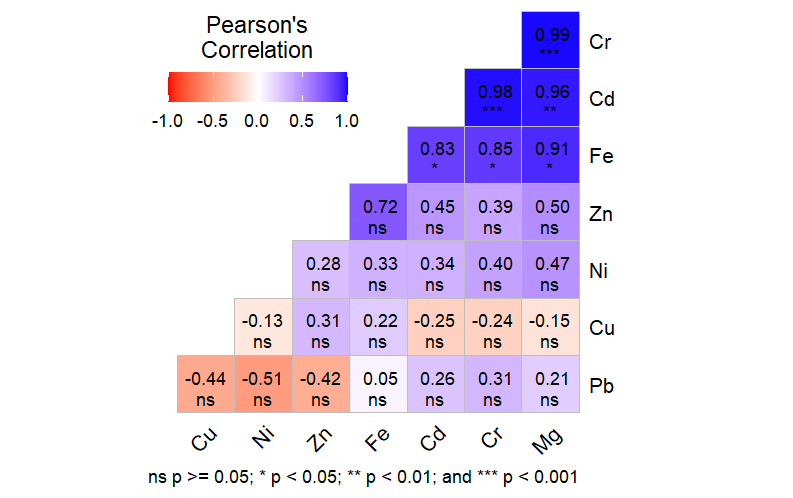 Pearson's
Correlation
-1.0 -0.5 0.0 0.5 1.0
0.99
***
Cr
0.98 0.96
*** **
Cd
0.83 0.85 0.91
* * *
Fe
0.72 0.45 0.39 0.50
ns ns ns ns
Zn
0.28 0.33 0.34 0.40 0.47
ns ns ns ns ns
Ni
-0.13 0.31 0.22 -0.25 -0.24 -0.15
ns ns ns ns ns ns
Cu
-0.44 -0.51 -0.42 0.05 0.26 0.31 0.21
ns ns ns ns ns ns ns
Pb
Cu Ni Zn Fe Cd Cr Mg
ns p >= 0.05; * p < 0.05; ** p < 0.01; and *** p < 0.001